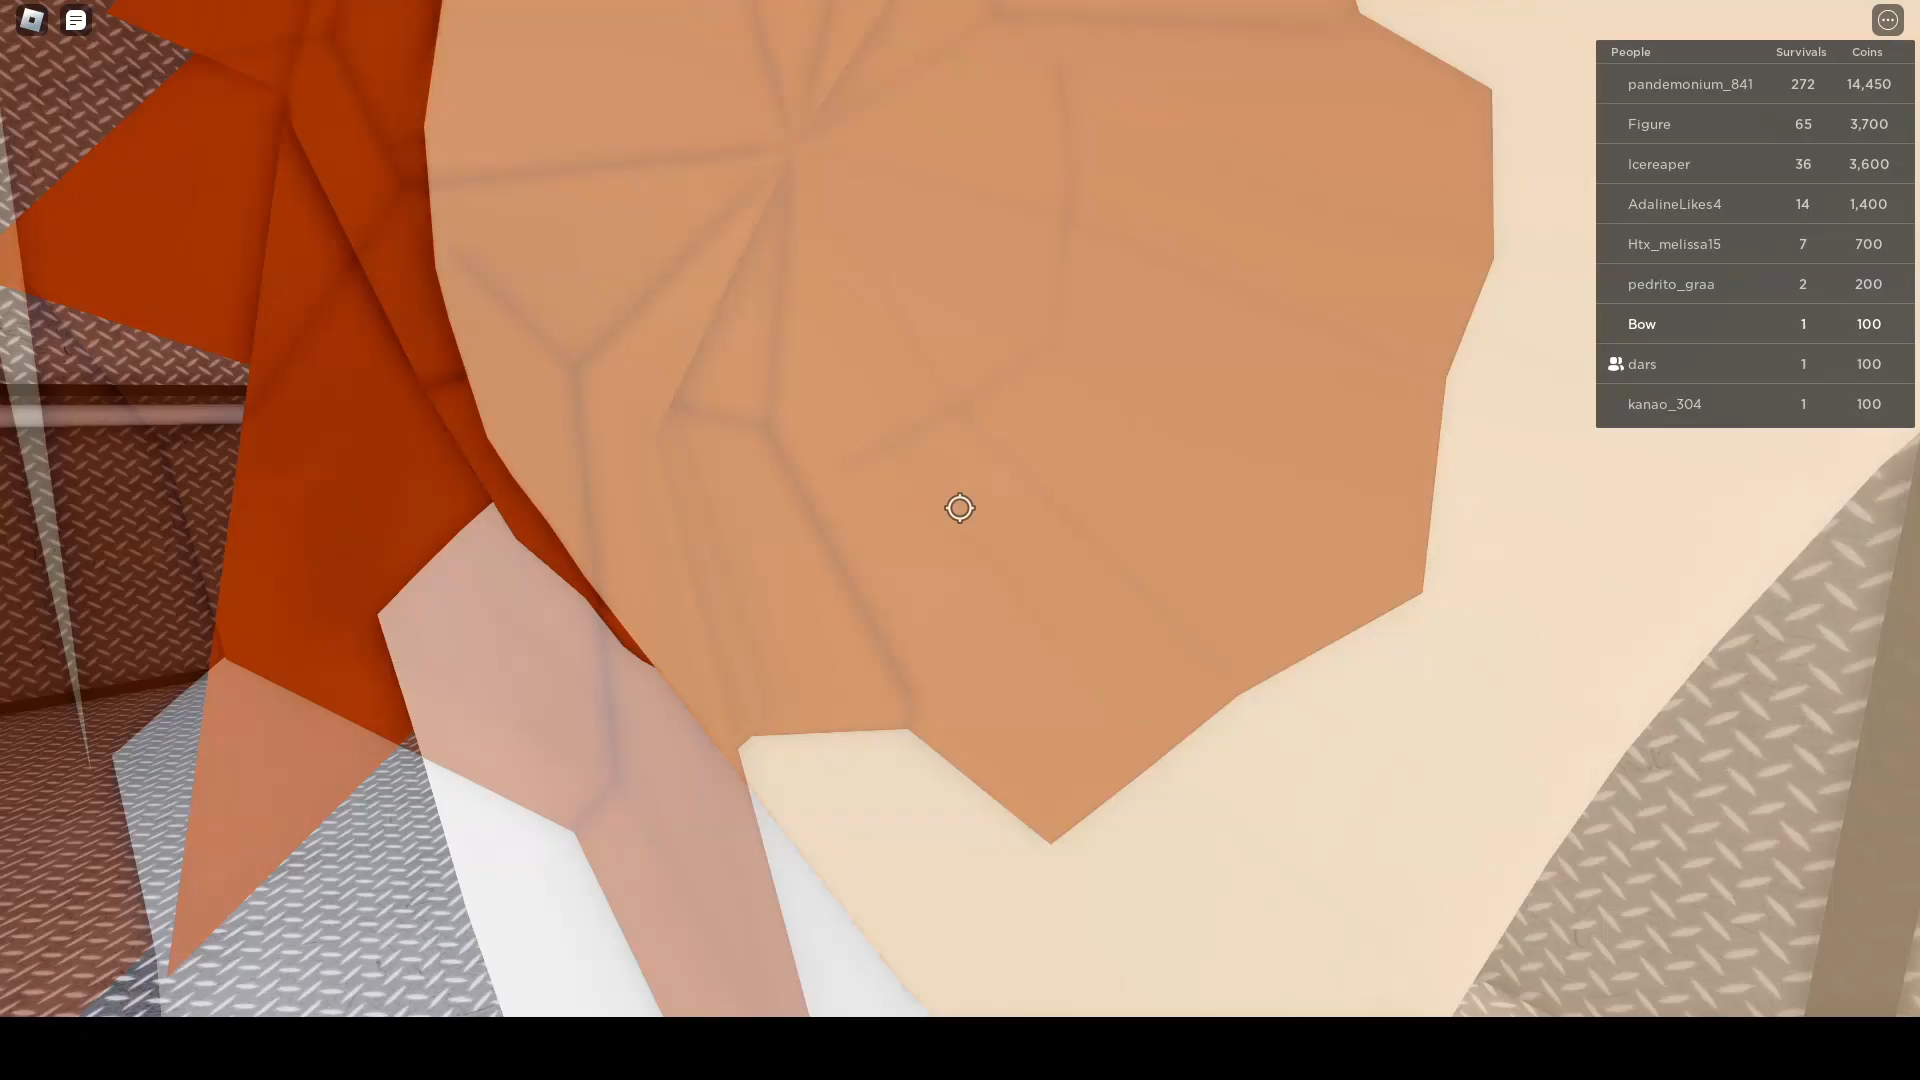 People Survivals Coins
pandemonium_841 272 14,450
Figure 65 3,700
Icereaper 36 3,600
AdalineLikes4 14 1,400
Htx_melissa15 7 700
pedrito_graa 2 200
Bow 1 100
dars 1 100
kanao_304 1 100